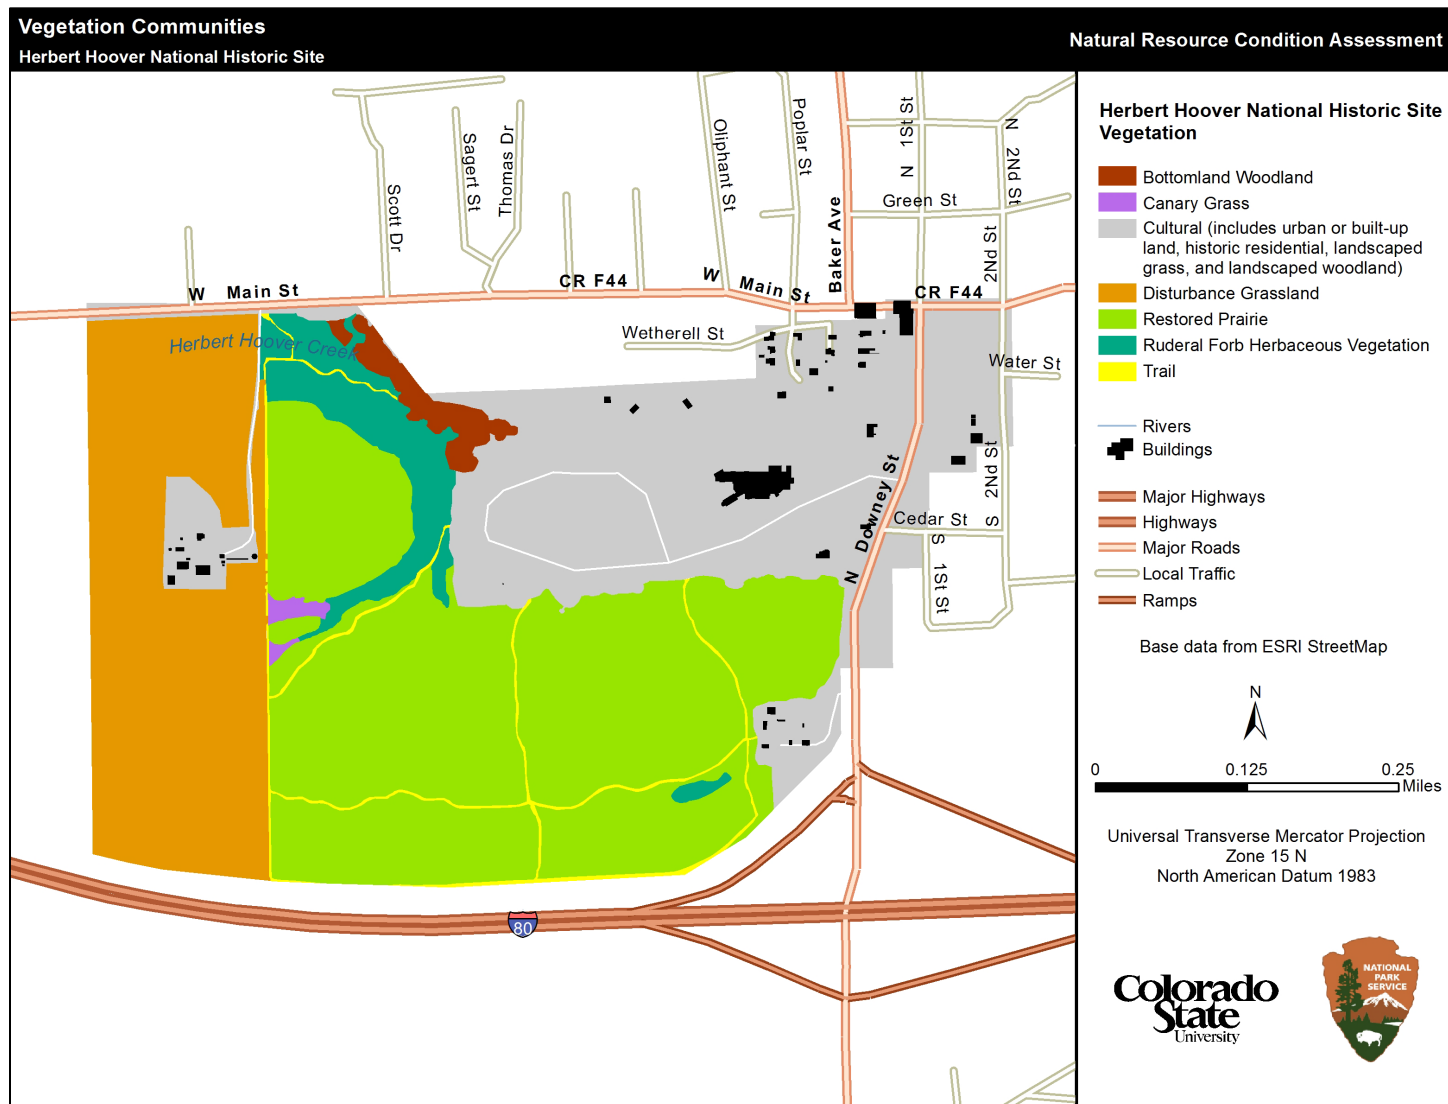 Vegetation Communities
Herbert Hoover National Historic Site
Natural Resource Condition Assessment
Scott Dr
Sagert St
Thomas Dr
Oliphant St
Poplar St
Baker Ave
N 1St St
N 2Nd St
Green St
2Nd St
W Main St
CR F44
W Main St
CR F44
Herbert Hoover Creek
Wetherell St
Water St
N Downey St
Cedar St
S 2Nd St
S 1St St
80
Herbert Hoover National Historic Site
Vegetation
Bottomland Woodland
Canary Grass
Cultural (includes urban or built-up
land, historic residential, landscaped
grass, and landscaped woodland)
Disturbance Grassland
Restored Prairie
Ruderal Forb Herbaceous Vegetation
Trail
Rivers
Buildings
Major Highways
Highways
Major Roads
Local Traffic
Ramps
Base data from ESRI StreetMap
N
0 0.125 0.25
Miles
Universal Transverse Mercator Projection
Zone 15 N
North American Datum 1983
Colorado
State
University
NATIONAL
PARK
SERVICE